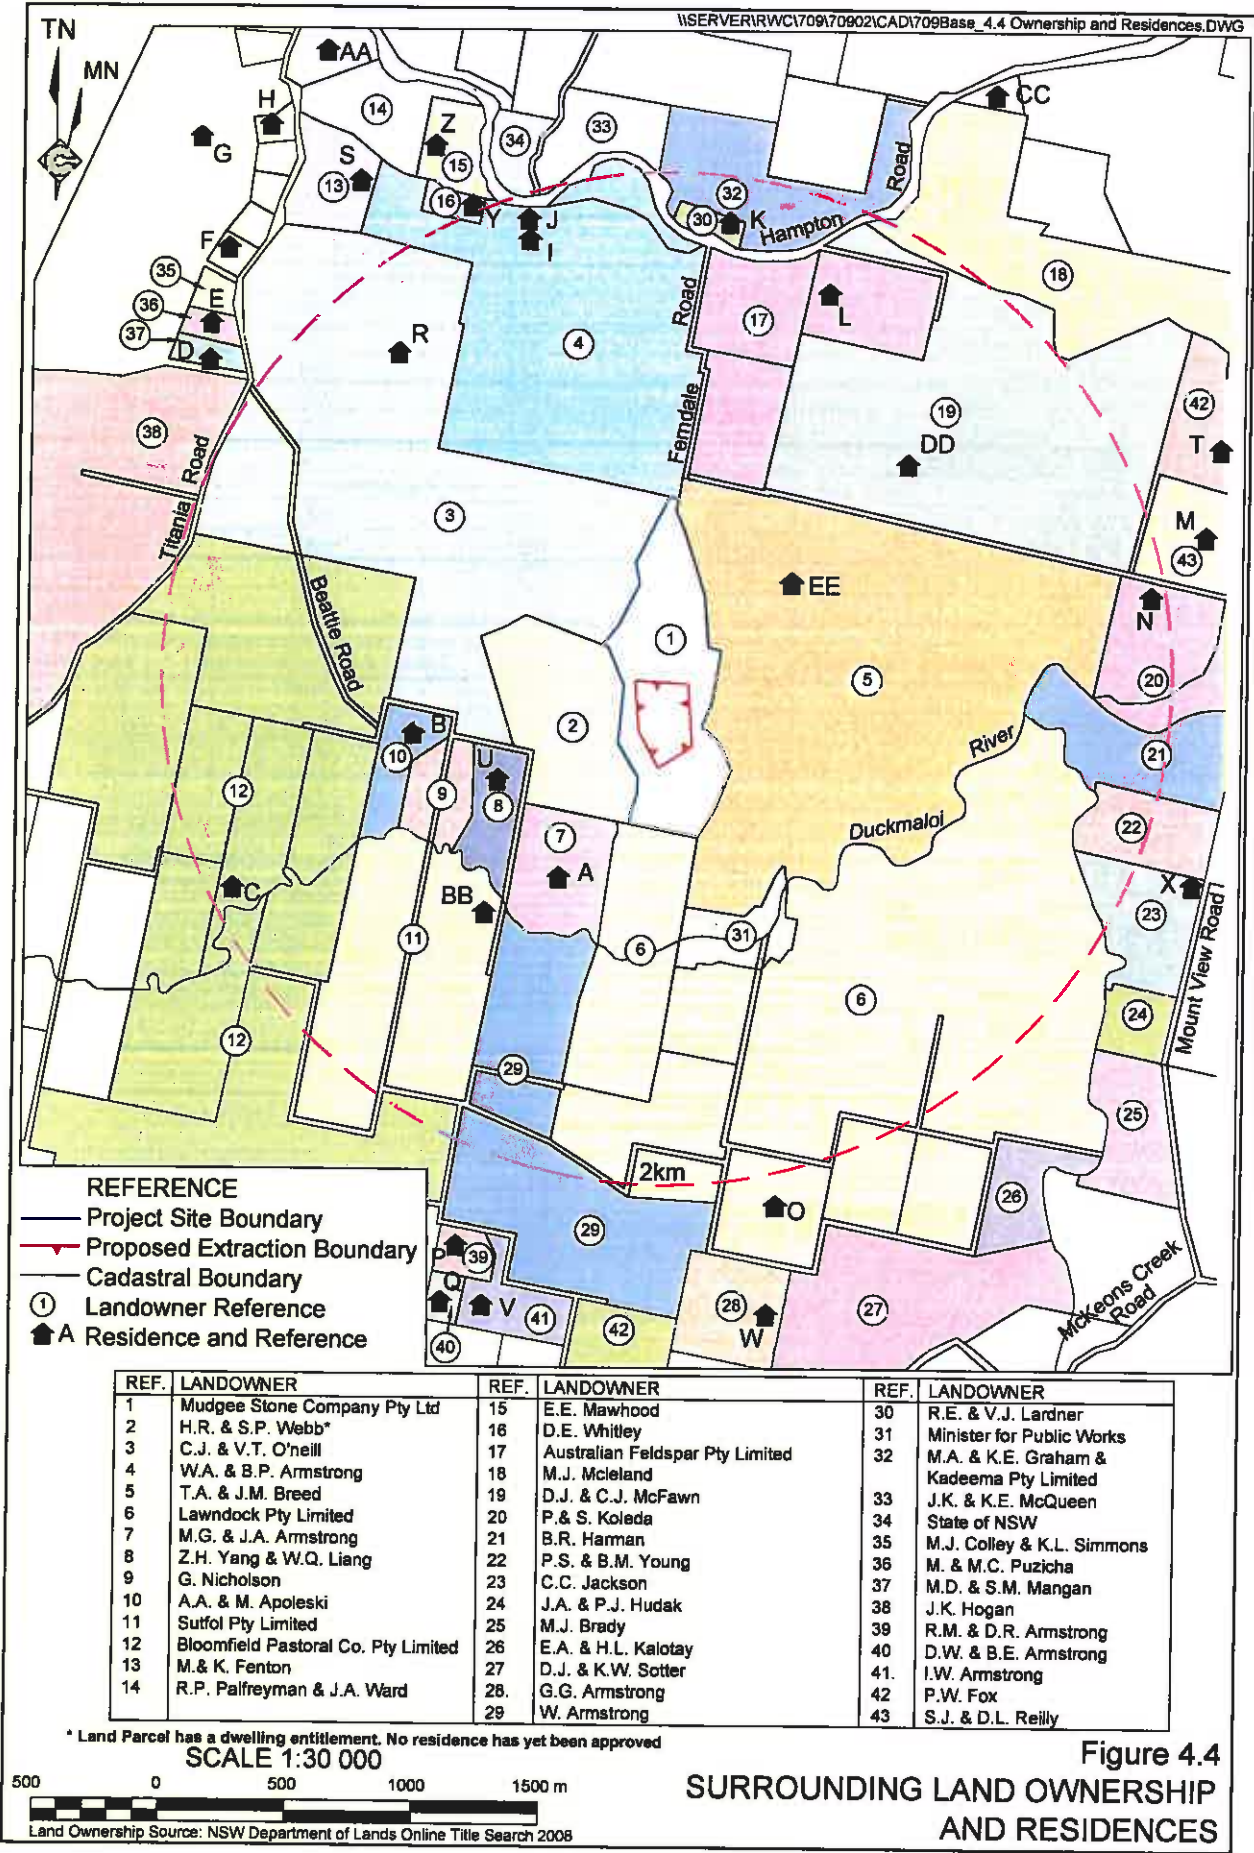 \\SERVER\RWC\709\70902\CAD\709Base_4.4 Ownership and Residences.DWG
TN
MN
AA
CC
H
G
14
Z
34
33
Road
S
15
13
16
Y
J
I
32
30
K
Hampton
F
35
E
36
37
D
R
4
Road
17
L
18
38
Titania Road
Ferndale
19
DD
42
T
3
M
43
Beattie Road
EE
N
1
5
20
2
B
10
U
9
8
River
21
12
7
Duckmaloi
22
A
C
BB
X
23
11
6
31
6
24
Mount View Road
12
29
25
2km
26
O
29
P
39
Q
V
41
40
42
28
W
27
McKeons Creek
Road
REFERENCE
Project Site Boundary
Proposed Extraction Boundary
Cadastral Boundary
1 Landowner Reference
A Residence and Reference
REF. LANDOWNER
1 Mudgee Stone Company Pty Ltd
2 H.R. & S.P. Webb*
3 C.J. & V.T. O'neill
4 W.A. & B.P. Armstrong
5 T.A. & J.M. Breed
6 Lawndock Pty Limited
7 M.G. & J.A. Armstrong
8 Z.H. Yang & W.Q. Liang
9 G. Nicholson
10 A.A. & M. Apoleski
11 Sutfol Pty Limited
12 Bloomfield Pastoral Co. Pty Limited
13 M.& K. Fenton
14 R.P. Palfreyman & J.A. Ward
REF. LANDOWNER
15 E.E. Mawhood
16 D.E. Whitley
17 Australian Feldspar Pty Limited
18 M.J. Mcleland
19 D.J. & C.J. McFawn
20 P.& S. Koleda
21 B.R. Harman
22 P.S. & B.M. Young
23 C.C. Jackson
24 J.A. & P.J. Hudak
25 M.J. Brady
26 E.A. & H.L. Kalotay
27 D.J. & K.W. Sotter
28. G.G. Armstrong
29 W. Armstrong
REF. LANDOWNER
30 R.E. & V.J. Lardner
31 Minister for Public Works
32 M.A. & K.E. Graham &
Kadeema Pty Limited
33 J.K. & K.E. McQueen
34 State of NSW
35 M.J. Colley & K.L. Simmons
36 M. & M.C. Puzicha
37 M.D. & S.M. Mangan
38 J.K. Hogan
39 R.M. & D.R. Armstrong
40 D.W. & B.E. Armstrong
41. I.W. Armstrong
42 P.W. Fox
43 S.J. & D.L. Reilly
* Land Parcel has a dwelling entitlement. No residence has yet been approved
SCALE 1:30 000
500 0 500 1000 1500 m
Land Ownership Source: NSW Department of Lands Online Title Search 2008
Figure 4.4
SURROUNDING LAND OWNERSHIP
AND RESIDENCES